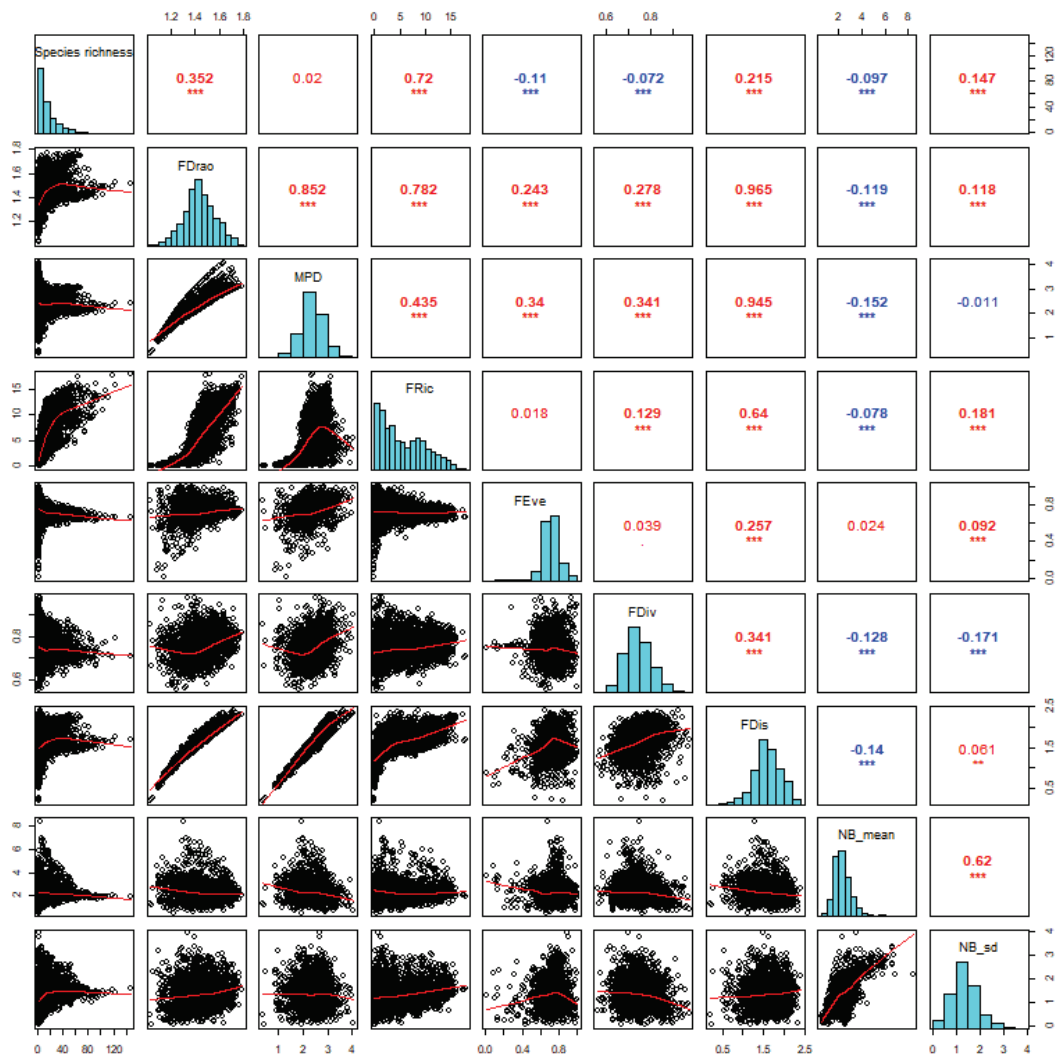 1.2 1.4 1.6 1.8 0 5 10 15 0.6 0.8 2 4 6 8
Species richness
0.352 0.02 0.72 -0.11 -0.072 0.215 -0.097 0.147
*** *** *** *** *** *** ***
0 40 80 120
1.2 1.4 1.6 1.8
FDrao
0.852 0.782 0.243 0.278 0.965 -0.119 0.118
*** *** *** *** *** *** ***
MPD
0.435 0.34 0.341 0.945 -0.152 -0.011
*** *** *** *** ***
1 2 3 4
0 5 10 15
FRic
0.018 0.129 0.64 -0.078 0.181
*** *** *** ***
FEve
0.039 0.257 0.024 0.092
. *** ***
0.0 0.4 0.8
0.6 0.8
FDiv
0.341 -0.128 -0.171
*** *** ***
FDis
-0.14 0.061
*** **
0.5 1.5 2.5
2 4 6 8
NB_mean
0.62
***
NB_sd
0 1 2 3 4
0 40 80 120 1 2 3 4 0.0 0.4 0.8 0.5 1.5 2.5 0 1 2 3 4